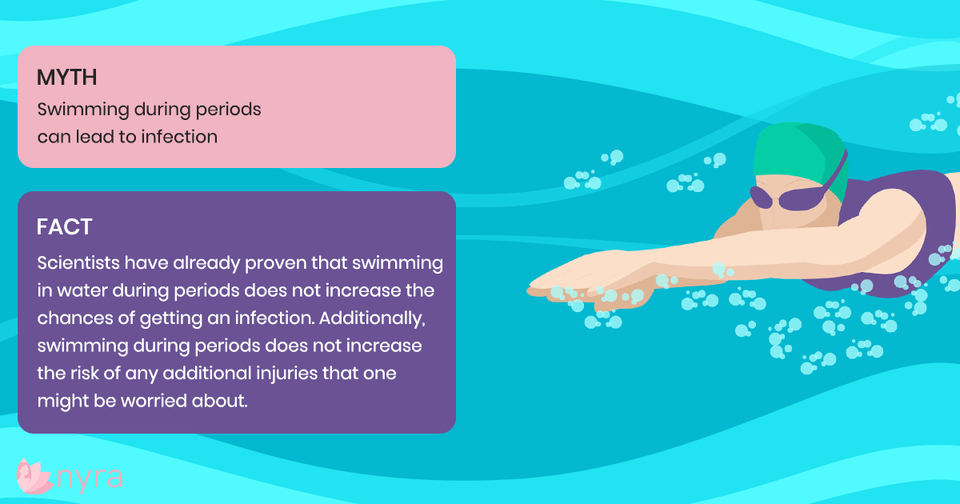 MYTH
Swimming during periods
can lead to infection
FACT
Scientists have already proven that swimming
in water during periods does not increase the
chances of getting an infection. Additionally,
swimming during periods does not increase
the risk of any additional injuries that one
might be worried about.
nyra